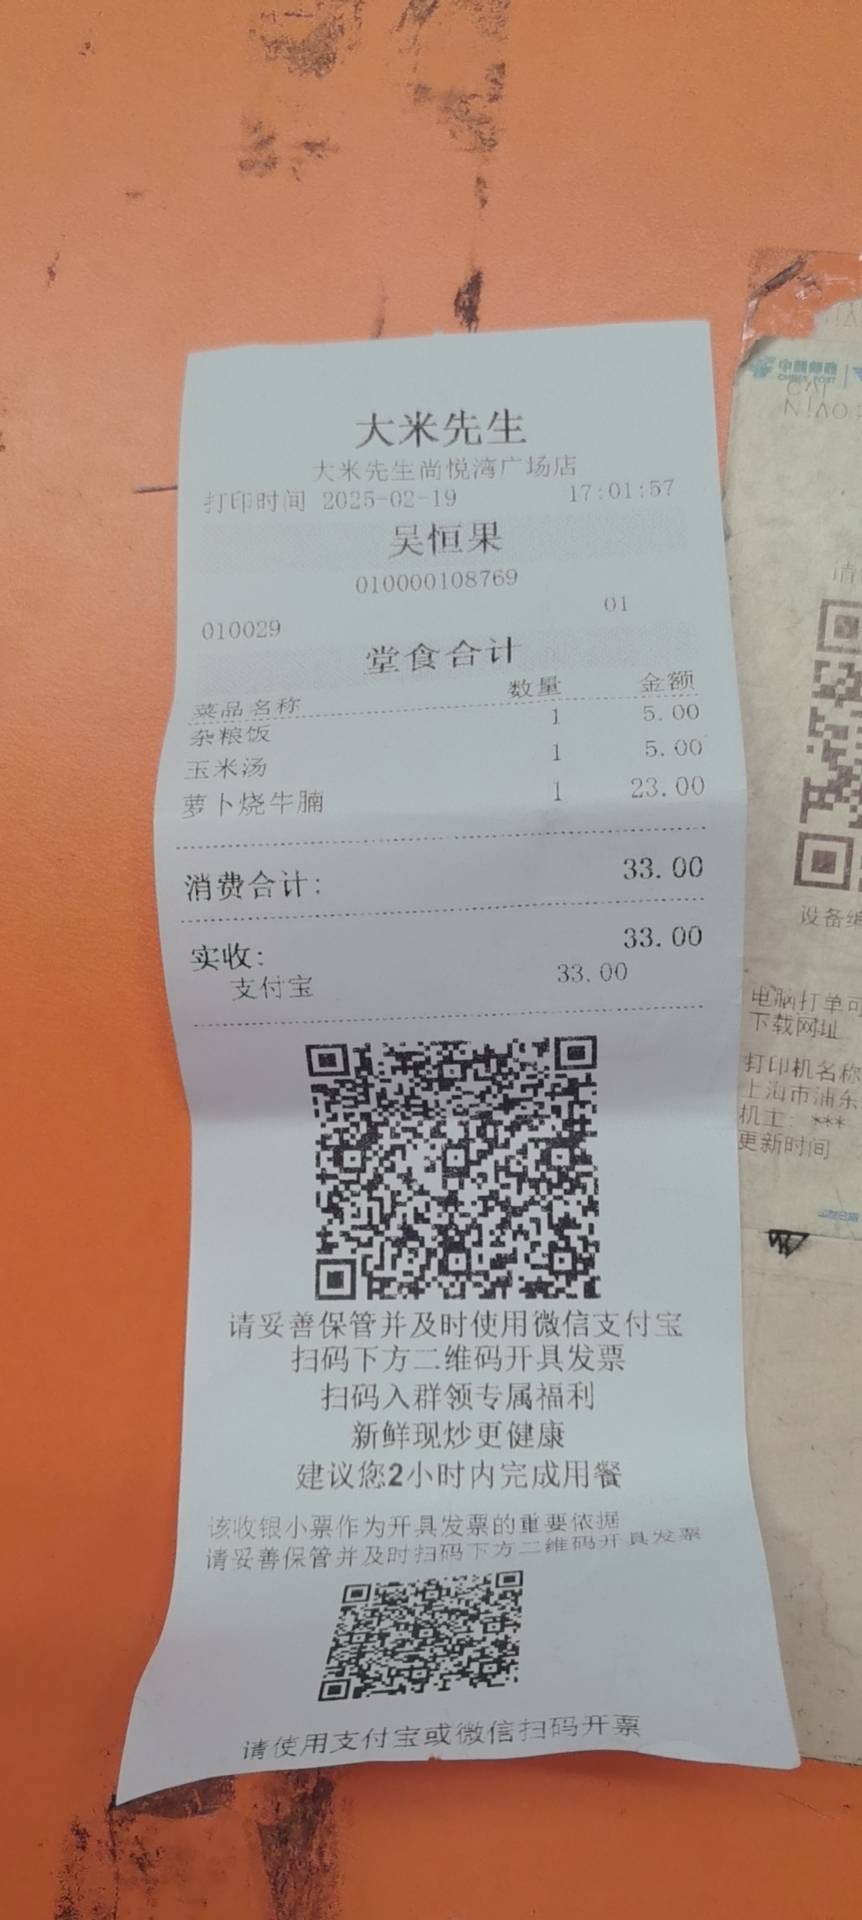 大米先生
大米先生尚悦湾广场店
打印时间 2025-02-19 17:01:57
吴恒果
010000108769
010029 01
堂食合计
菜品名称 数量 金额
杂粮饭 1 5.00
玉米汤 1 5.00
萝卜烧牛腩 1 23.00
消费合计: 33.00
实收: 33.00
支付宝 33.00
请妥善保管并及时使用微信支付宝
扫码下方二维码开具发票
扫码入群领专属福利
新鲜现炒更健康
建议您2小时内完成用餐
该收银小票作为开具发票的重要依据
请妥善保管并及时扫码下方二维码开具发票
请使用支付宝或微信扫码开票
中国邮政
CHINA POST
CAI
NIAO
请
设备编
电脑打单可
下载网址
打印机名称
上海市浦东
机主: ***
更新时间